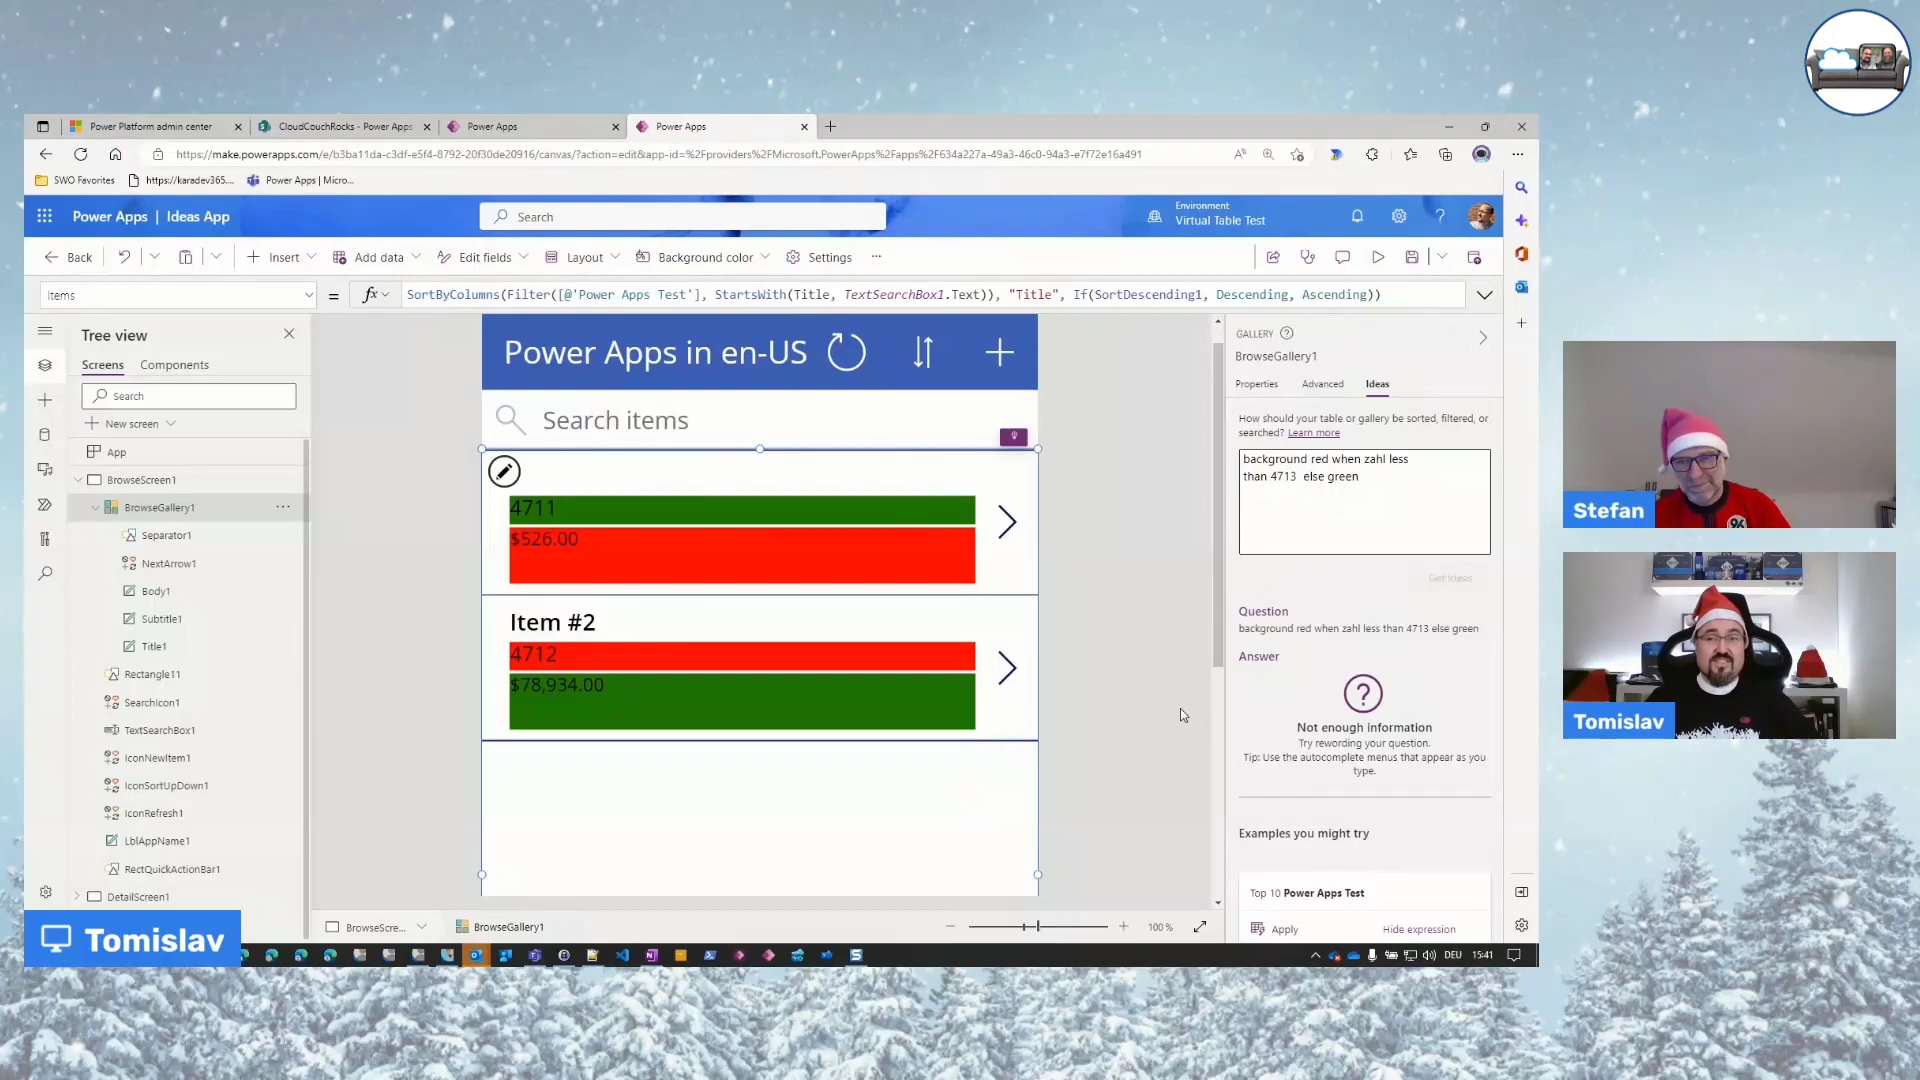 Power Platform admin center
CloudCouchRocks - Power Apps
Power Apps
Power Apps
https://make.powerapps.com/e/b3ba11da-c3df-e5f4-8792-20f30de20916/canvas/?action=edit&app-id=%2Fproviders%2FMicrosoft.PowerApps%2Fapps%2F634a227a-49a3-46c0-94a3-e7f72e16a491
SWO Favorites
https://karadev365....
Power Apps | Micro...
Power Apps | Ideas App
Search
Environment
Virtual Table Test
Back
Insert
Add data
Edit fields
Layout
Background color
Settings
Items
= fx
SortByColumns(Filter([@'Power Apps Test'], StartsWith(Title, TextSearchBox1.Text)), "Title", If(SortDescending1, Descending, Ascending))
Tree view
Screens
Components
Search
New screen
App
BrowseScreen1
BrowseGallery1
Separator1
NextArrow1
Body1
Subtitle1
Title1
Rectangle11
SearchIcon1
TextSearchBox1
IconNewItem1
IconSortUpDown1
IconRefresh1
LblAppName1
RectQuickActionBar1
DetailScreen1
Power Apps in en-US
Search items
4711
$526.00
Item #2
4712
$78,934.00
BrowseScre...
BrowseGallery1
100 %
GALLERY
BrowseGallery1
Properties
Advanced
Ideas
How should your table or gallery be sorted, filtered, or
searched? Learn more
background red when zahl less
than 4713 else green
Get ideas
Question
background red when zahl less than 4713 else green
Answer
Not enough information
Try rewording your question.
Tip: Use the autocomplete menus that appear as you
type.
Examples you might try
Top 10 Power Apps Test
Apply
Hide expression
DEU
15:41
Stefan
96
Tomislav
Tomislav